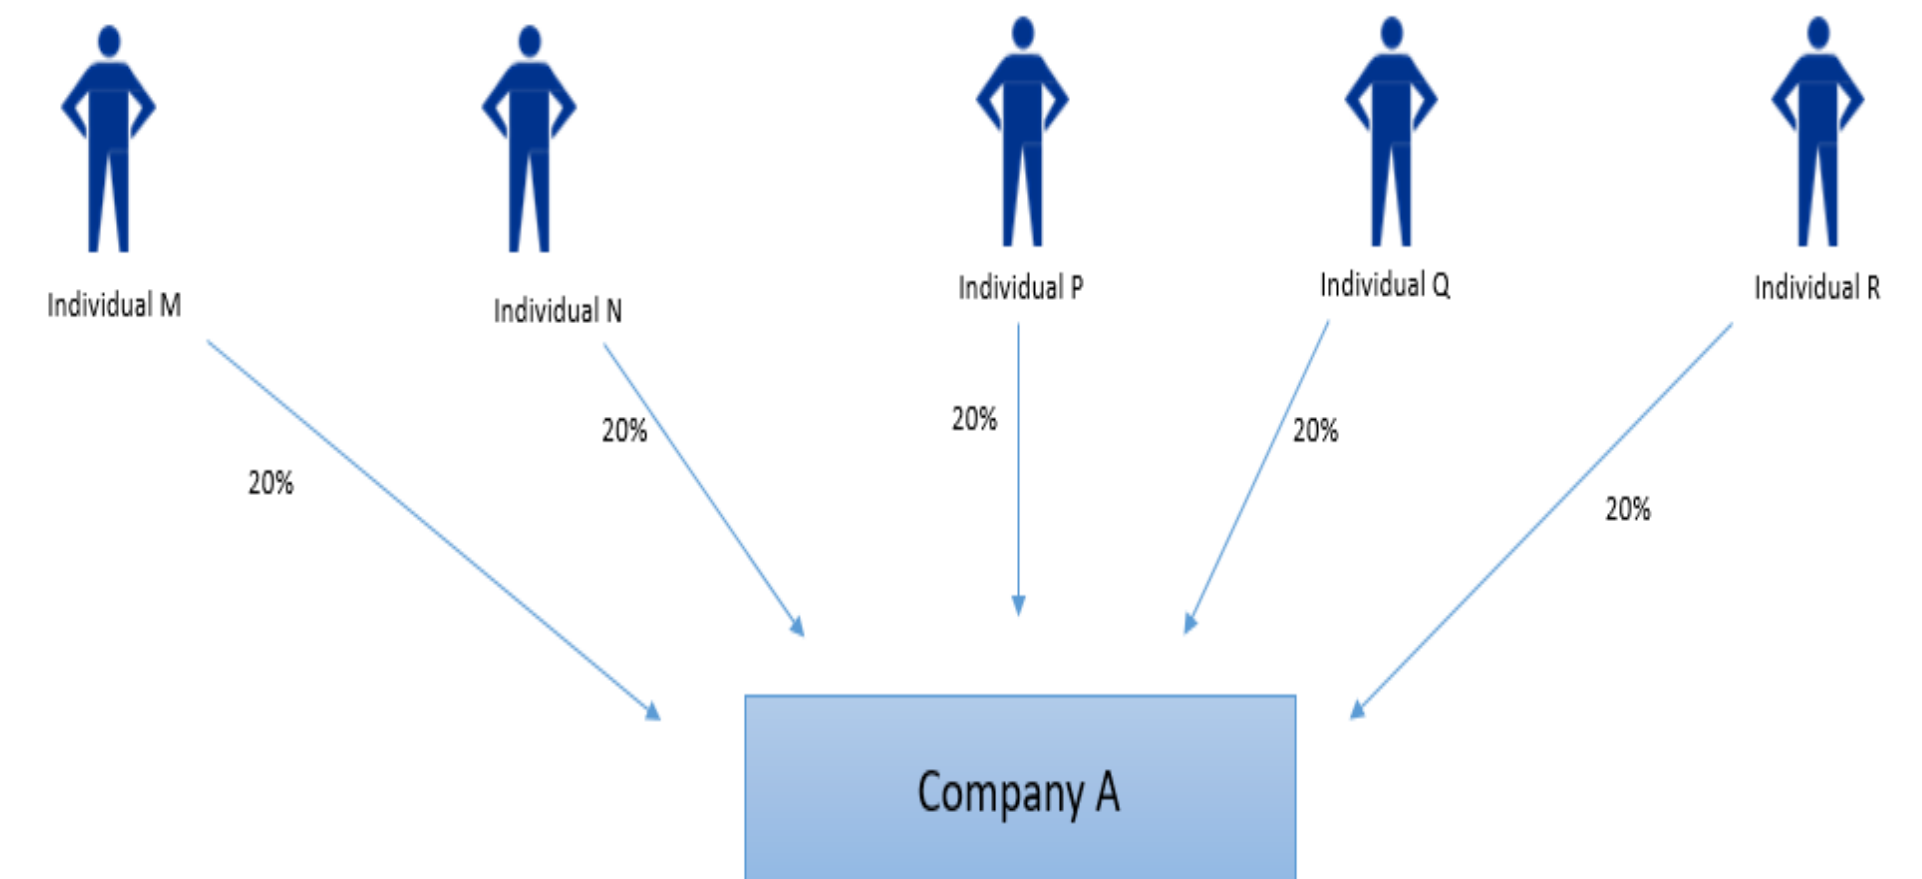 Individual M
Individual N
Individual P
Individual Q
Individual R
20%
20%
20%
20%
20%
Company A